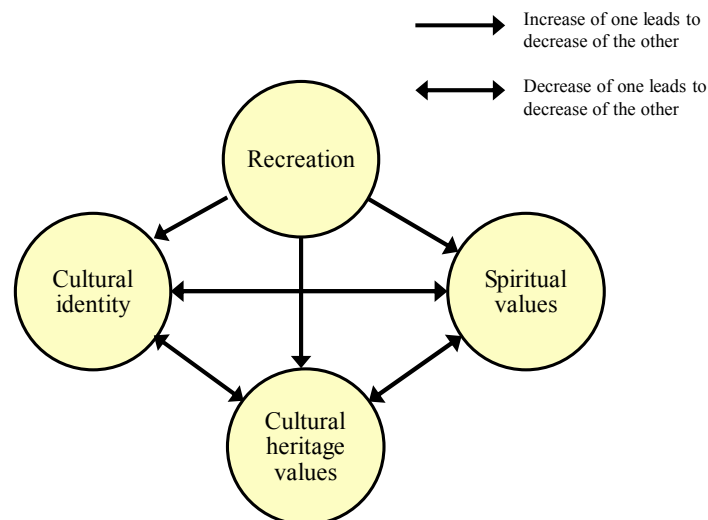 Increase of one leads to
decrease of the other
Decrease of one leads to
decrease of the other
Recreation
Cultural
identity
Spiritual
values
Cultural
heritage
values